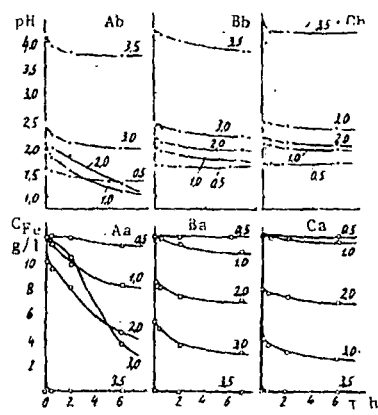 pH Ab Bb Cb
4,0 3,5 3,5 3,5
3,5
3,0
2,5 3,0 3,0 3,0
2,0 2,0 2,0 2,0
1,5 0,5 1,0 0,5 1,0 0,5
1,0 1,0
C Fe g/l Aa Ba Ca
0,5 0,5
10 1,0 1,0 1,0
8
6 2,0 2,0
4 2,0
2 3,0 3,0 3,0
0 3,5 3,5 3,5
0 2 4 6 0 2 4 6 0 2 4 6 τ h